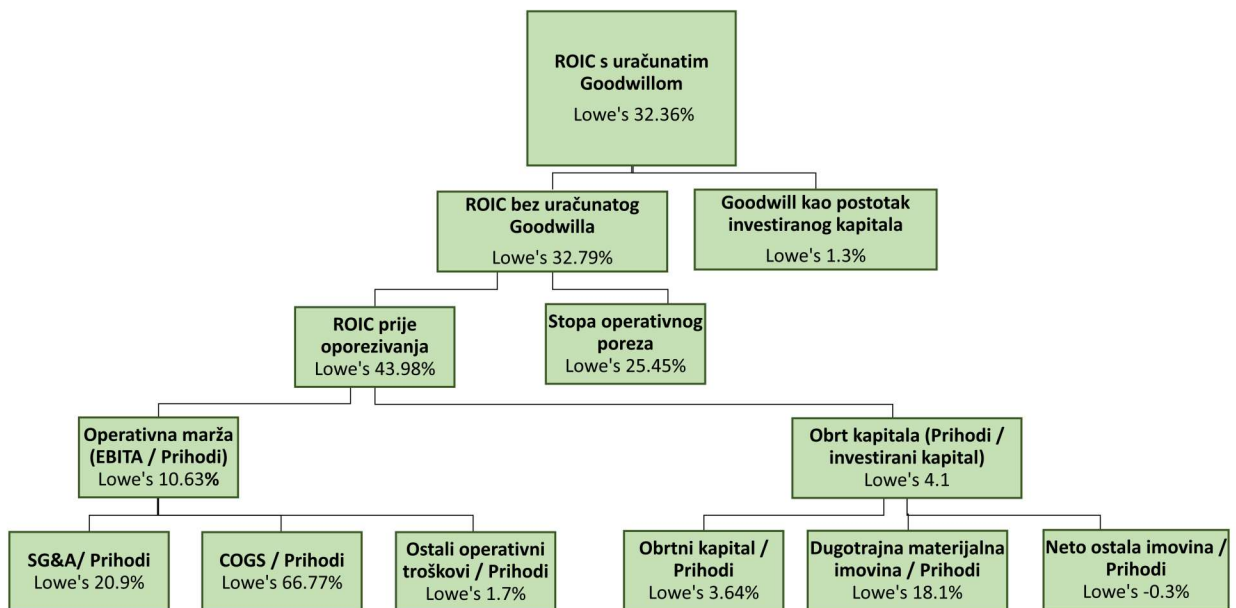 ROIC s uračunatim
Goodwillom
Lowe's 32.36%
ROIC bez uračunatog
Goodwilla
Lowe's 32.79%
Goodwill kao postotak
investiranog kapitala
Lowe's 1.3%
ROIC prije
oporezivanja
Lowe's 43.98%
Stopa operativnog
poreza
Lowe's 25.45%
Operativna marža
(EBITA / Prihodi)
Lowe's 10.63%
Obrt kapitala (Prihodi /
investirani kapital)
Lowe's 4.1
SG&A/ Prihodi
Lowe's 20.9%
COGS / Prihodi
Lowe's 66.77%
Ostali operativni
troškovi / Prihodi
Lowe's 1.7%
Obrtni kapital /
Prihodi
Lowe's 3.64%
Dugotrajna materijalna
imovina / Prihodi
Lowe's 18.1%
Neto ostala imovina /
Prihodi
Lowe's -0.3%